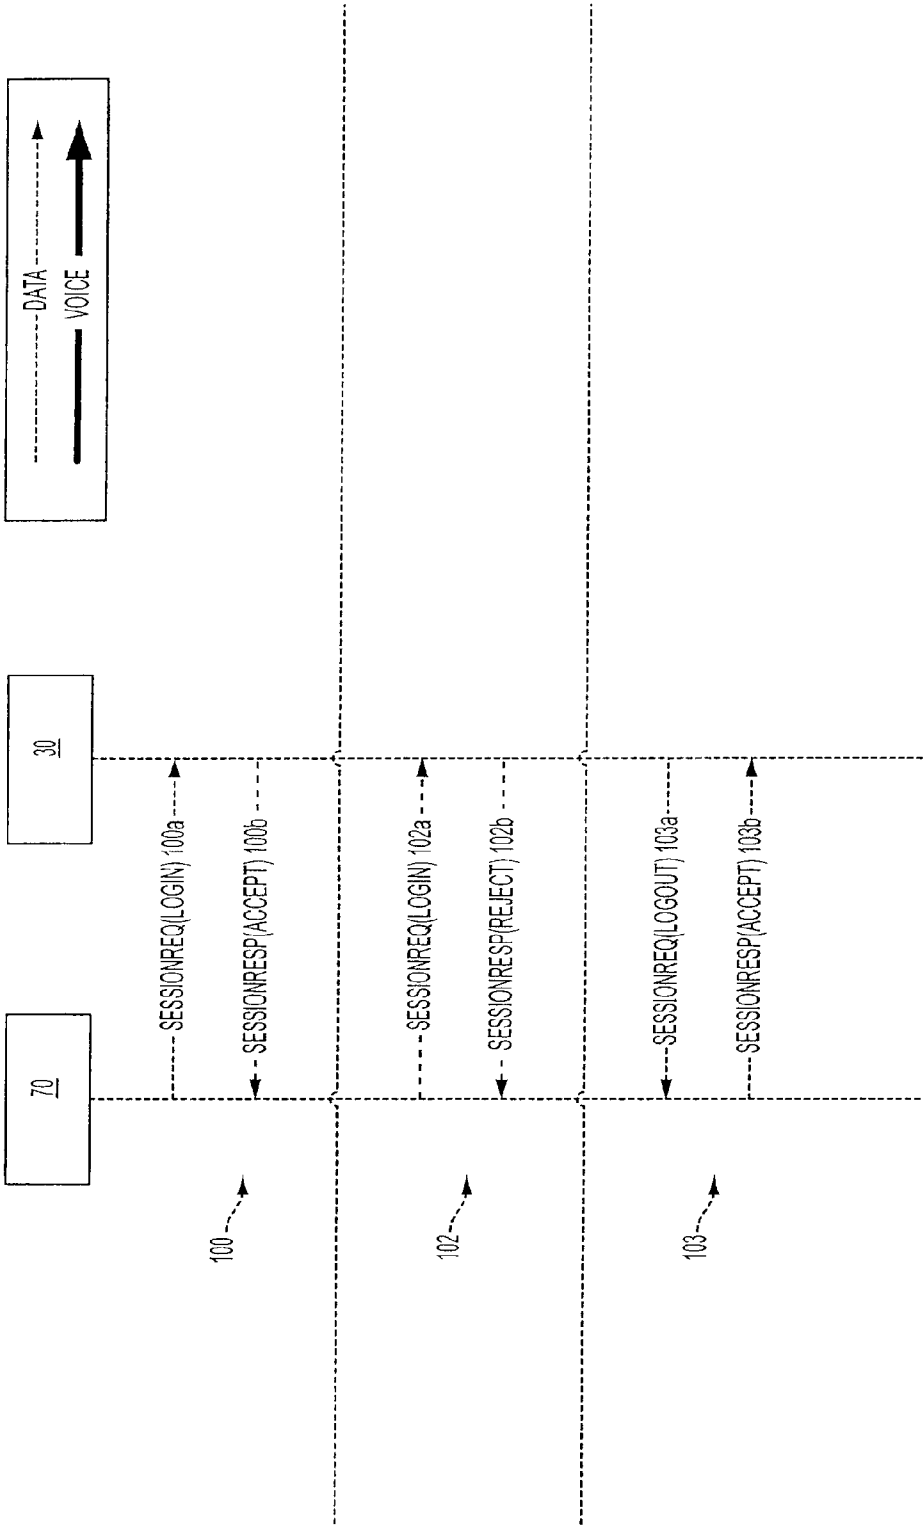 DATA
VOICE
70
30
100
SESSIONREQ(LOGIN) 100a
SESSIONRESP(ACCEPT) 100b
102
SESSIONREQ(LOGIN) 102a
SESSIONRESP(REJECT) 102b
103
SESSIONREQ(LOGOUT) 103a
SESSIONRESP(ACCEPT) 103b